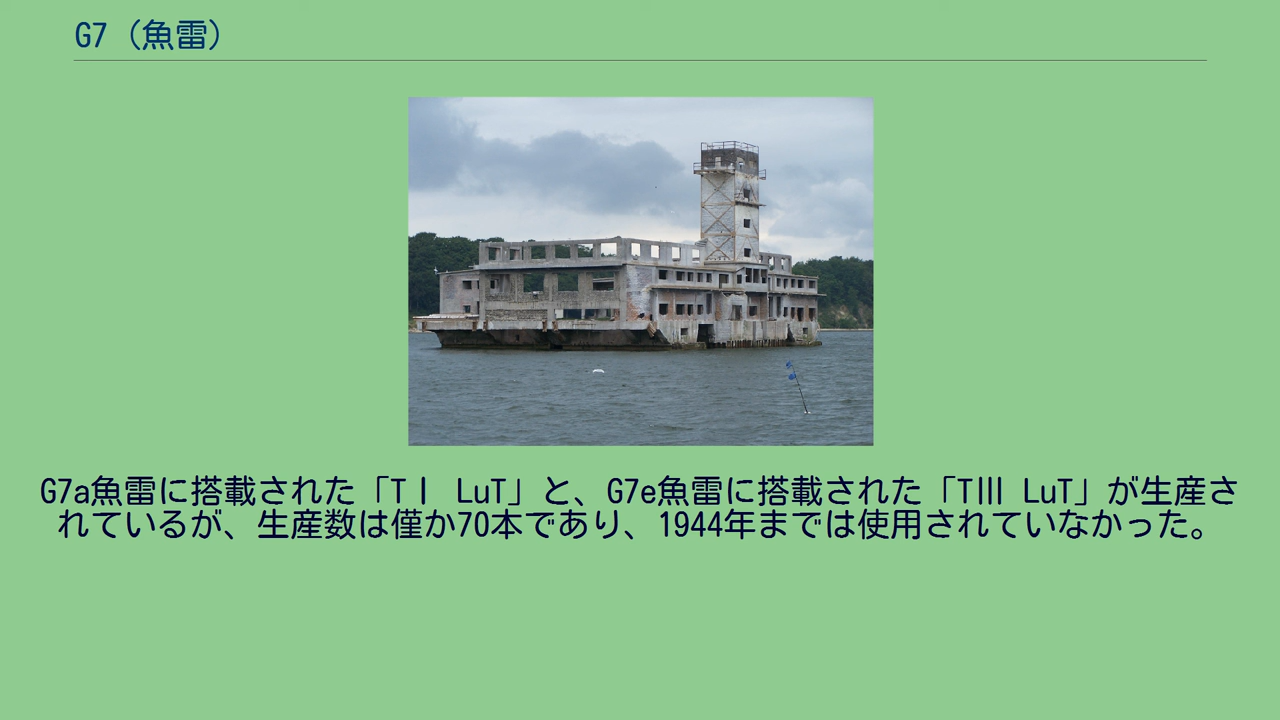 G7（魚雷）
G7a魚雷に搭載された「TⅠ LuT」と、G7e魚雷に搭載された「TⅢ LuT」が生産さ
れているが、生産数は僅か70本であり、1944年までは使用されていなかった。